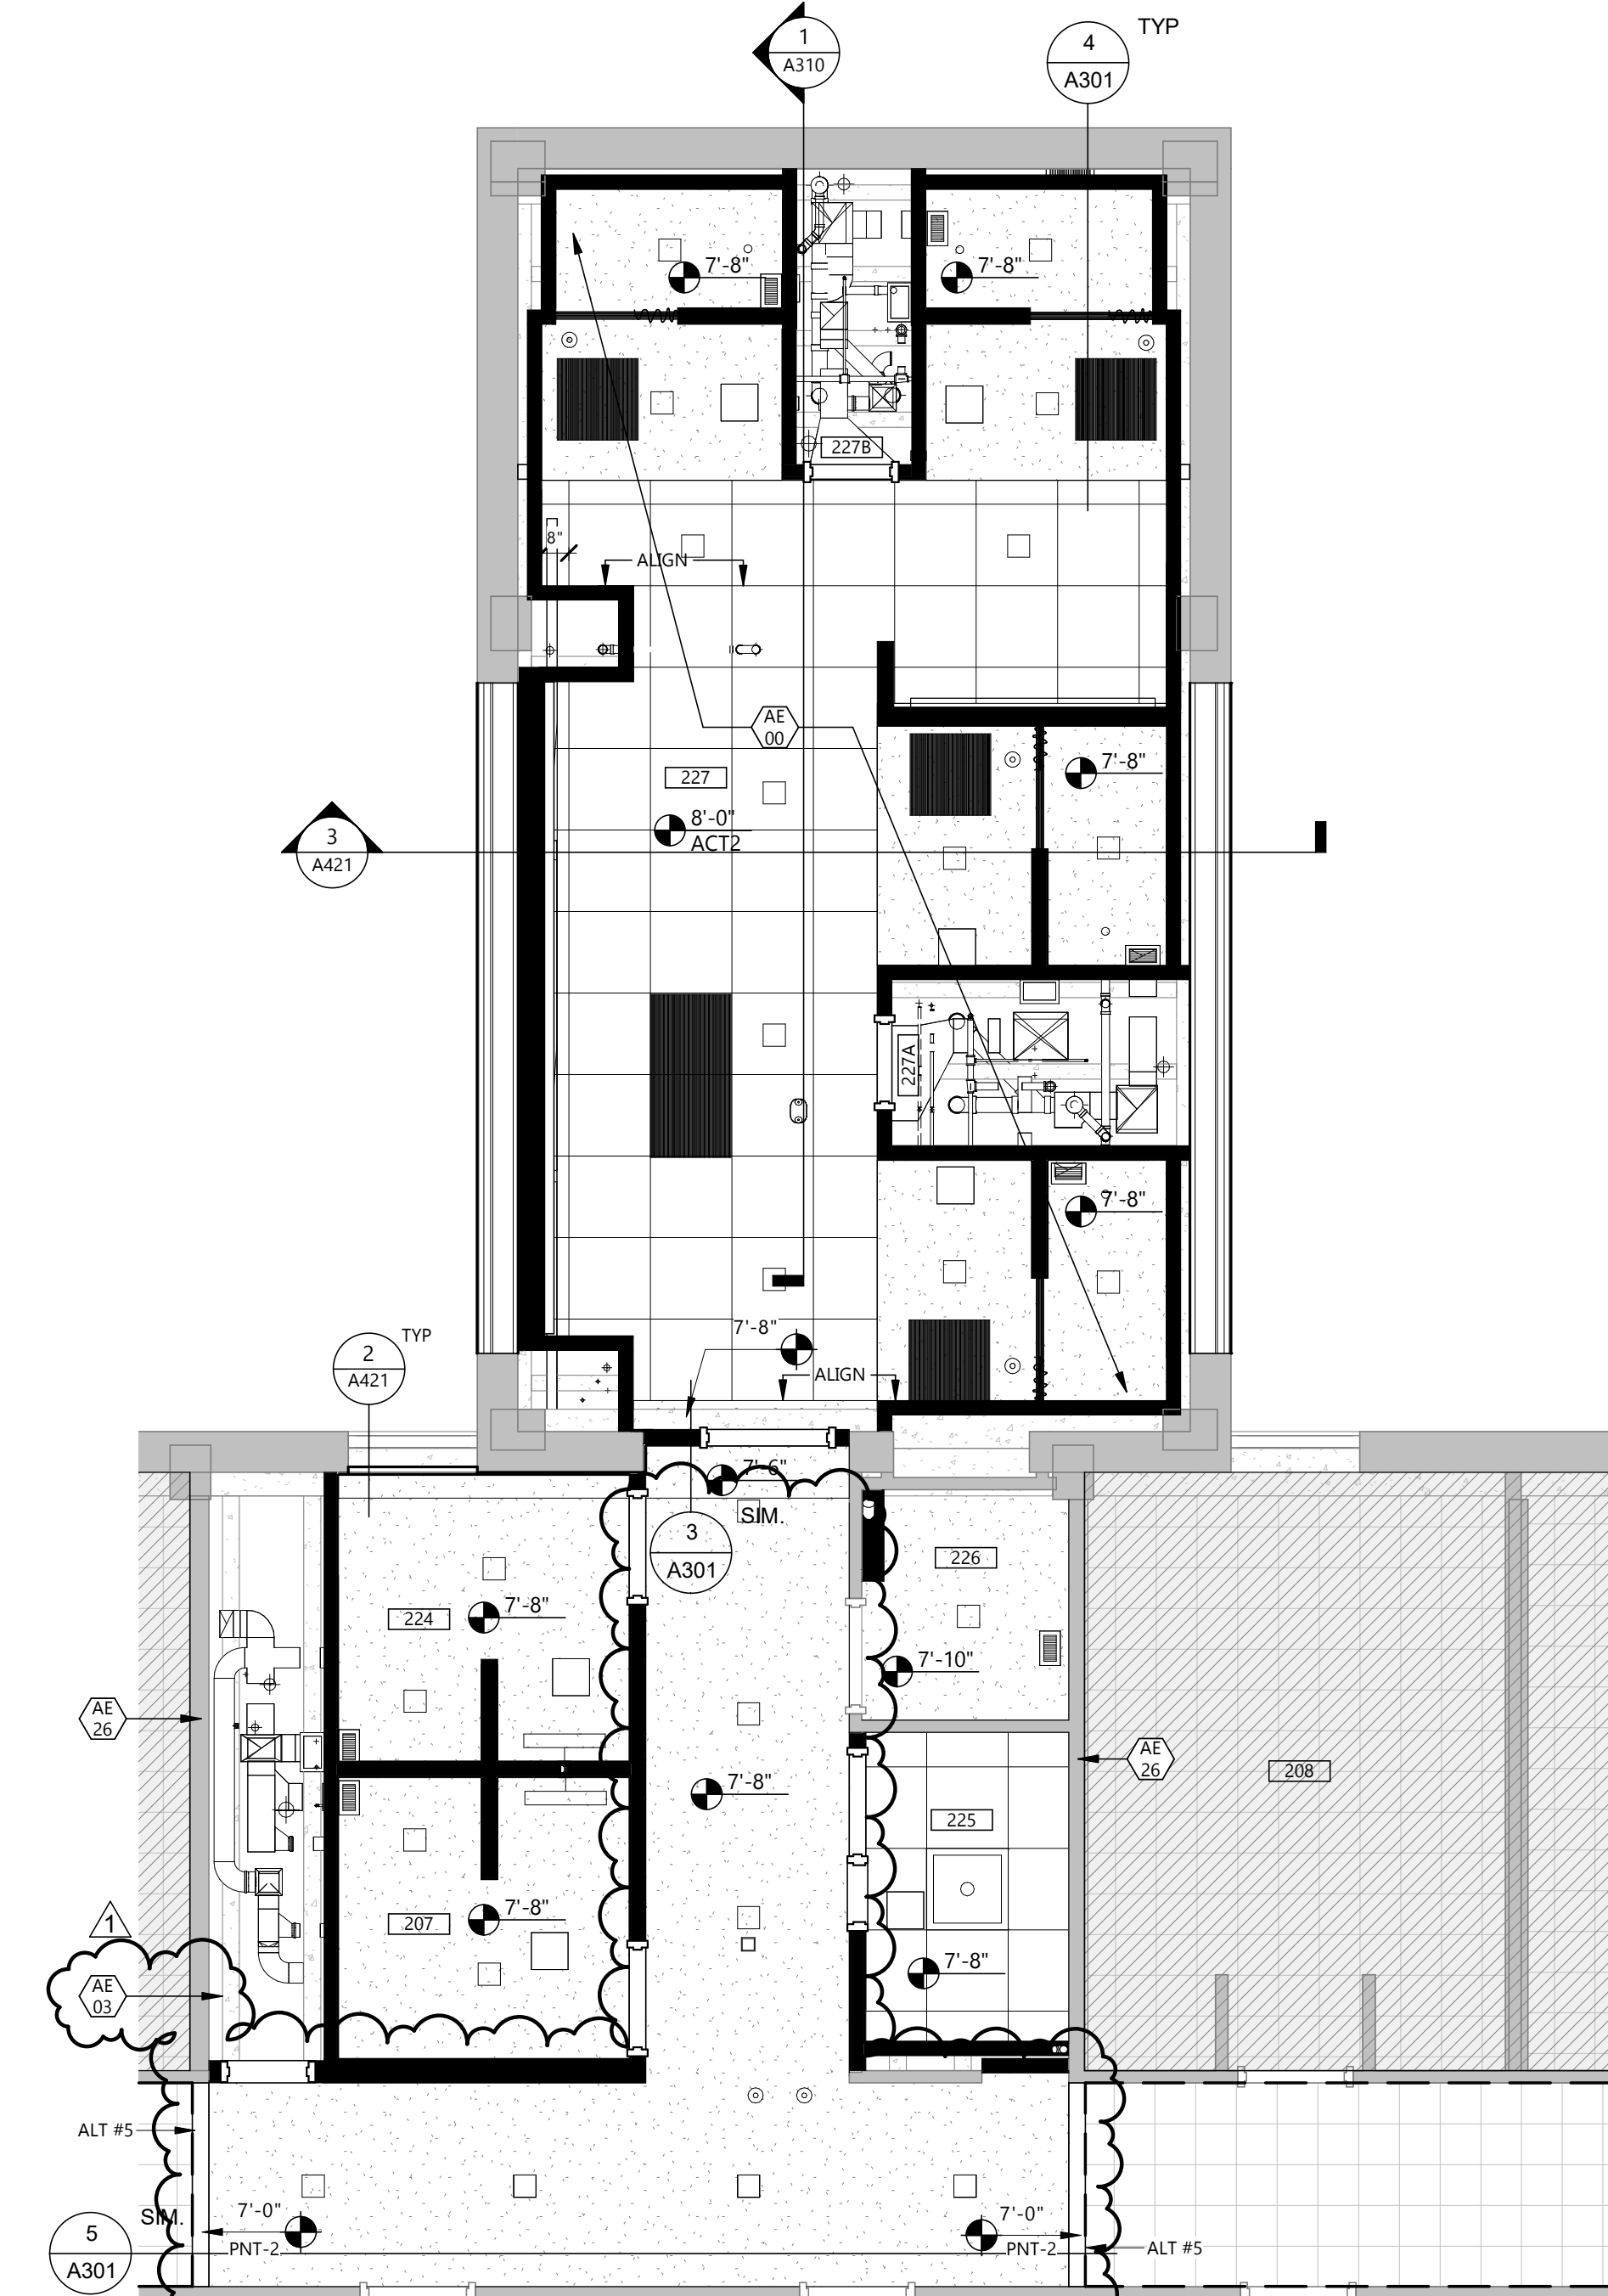 1
A310
4
A301
TYP
7'-8"
7'-8"
227B
8"
ALIGN
AE
00
7'-8"
227
8'-0"
ACT2
3
A421
227A
7'-8"
7'-8"
ALIGN
2
A421
TYP
7'-6"
SIM.
3
A301
226
224
7'-8"
7'-10"
AE
26
AE
26
208
7'-8"
225
1
207
7'-8"
7'-8"
AE
03
ALT #5
SIM.
7'-0"
7'-0"
5
A301
PNT-2
PNT-2
ALT #5